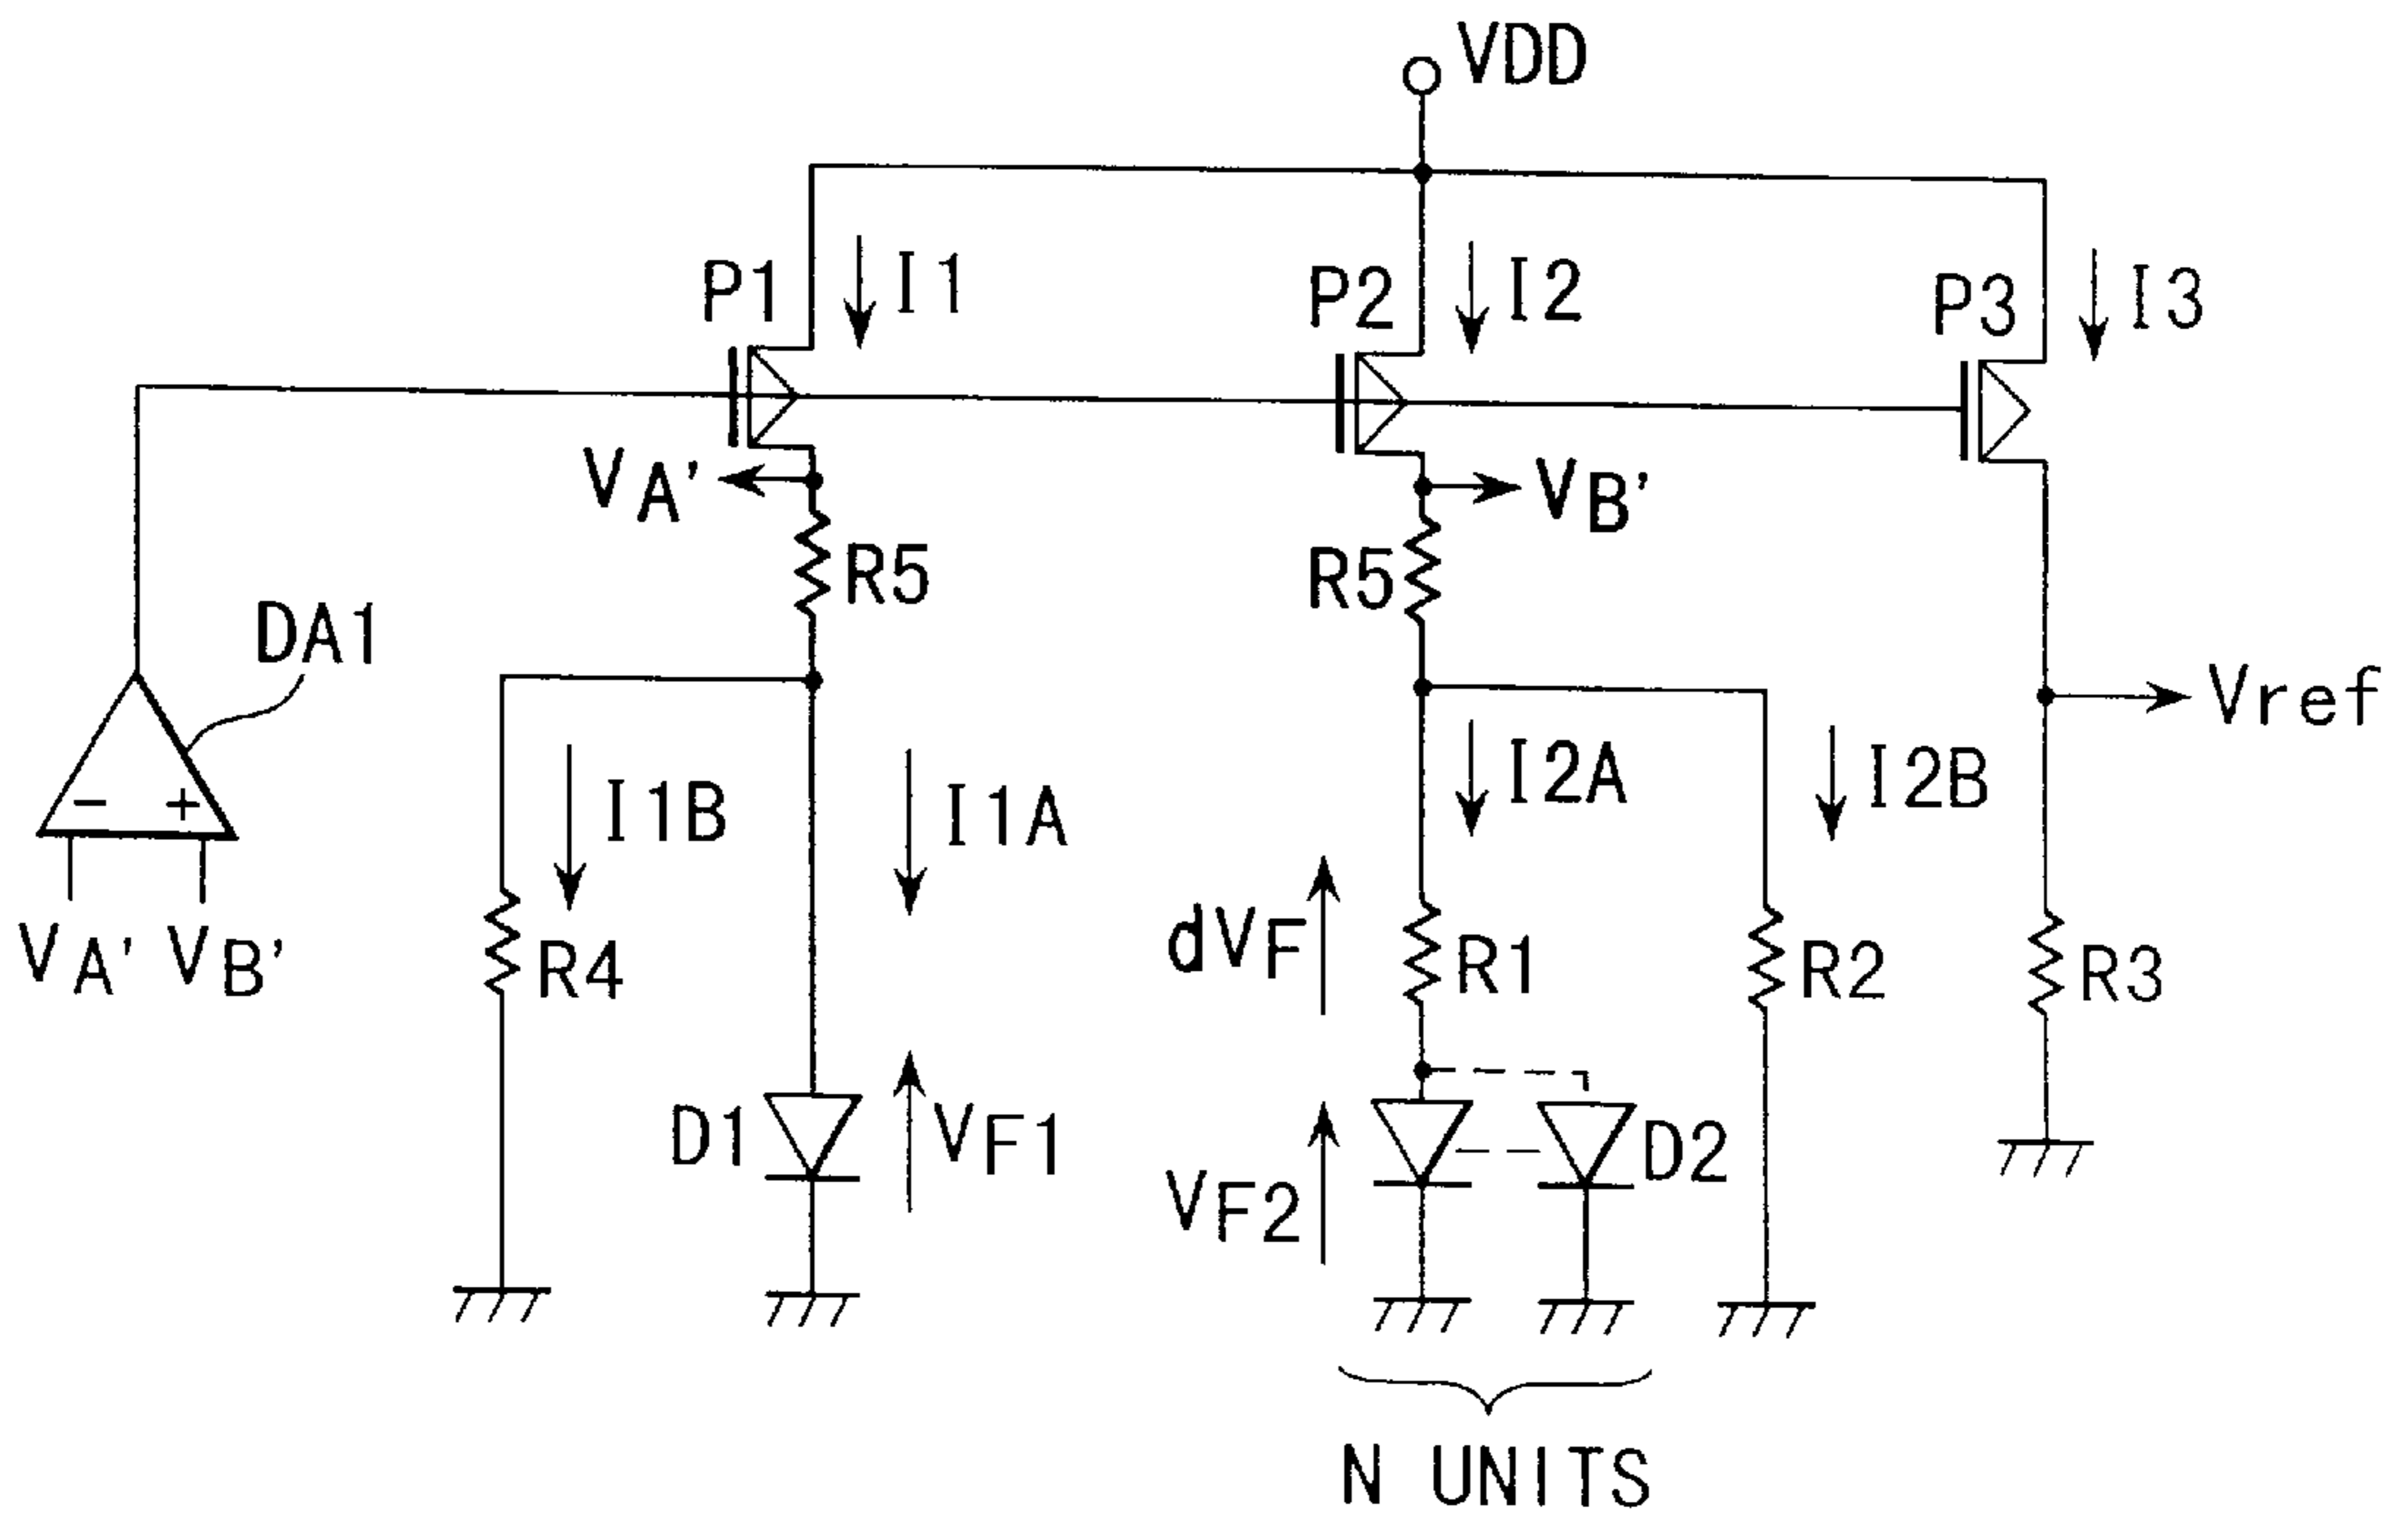 VDD
P1
I1
P2
I2
P3
I3
VA'
VB'
R5
R5
DA1
Vref
I1B
I1A
I2A
I2B
- +
VA' VB'
R4
dVF
R1
R2
R3
D1
VF1
VF2
D2
N UNITS